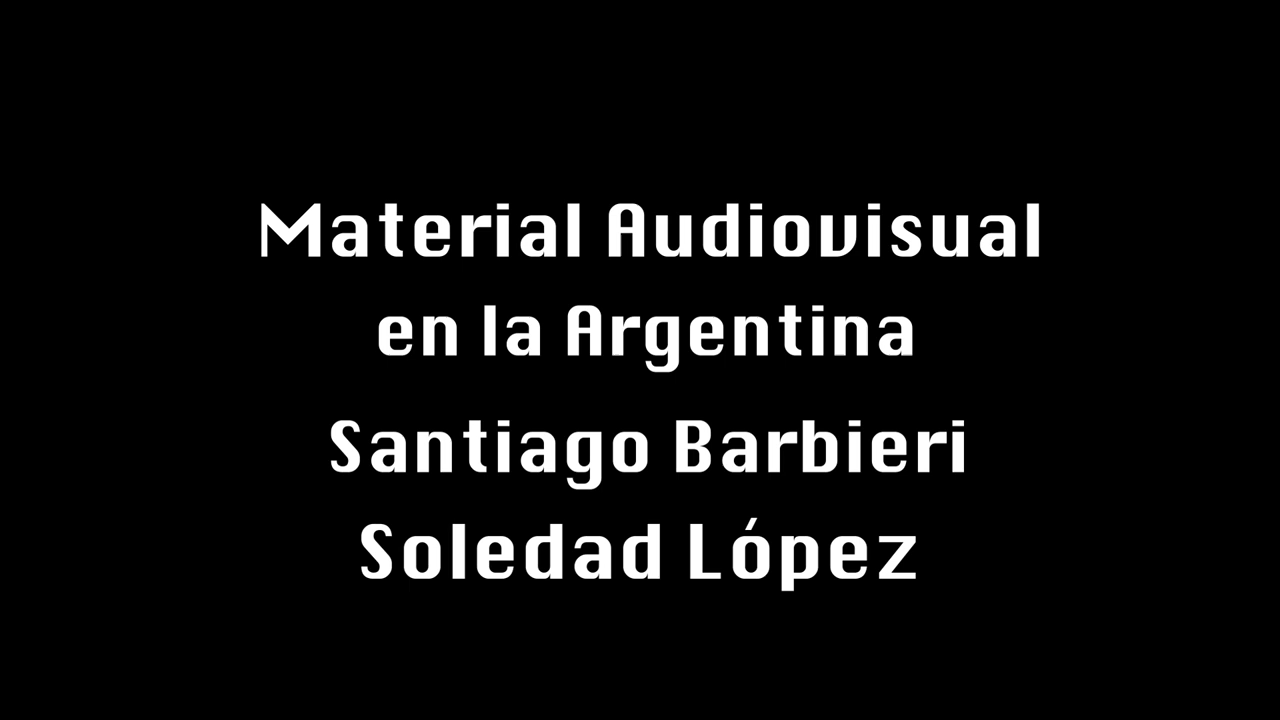 Material Audiovisual
en la Argentina
Santiago Barbieri
Soledad López